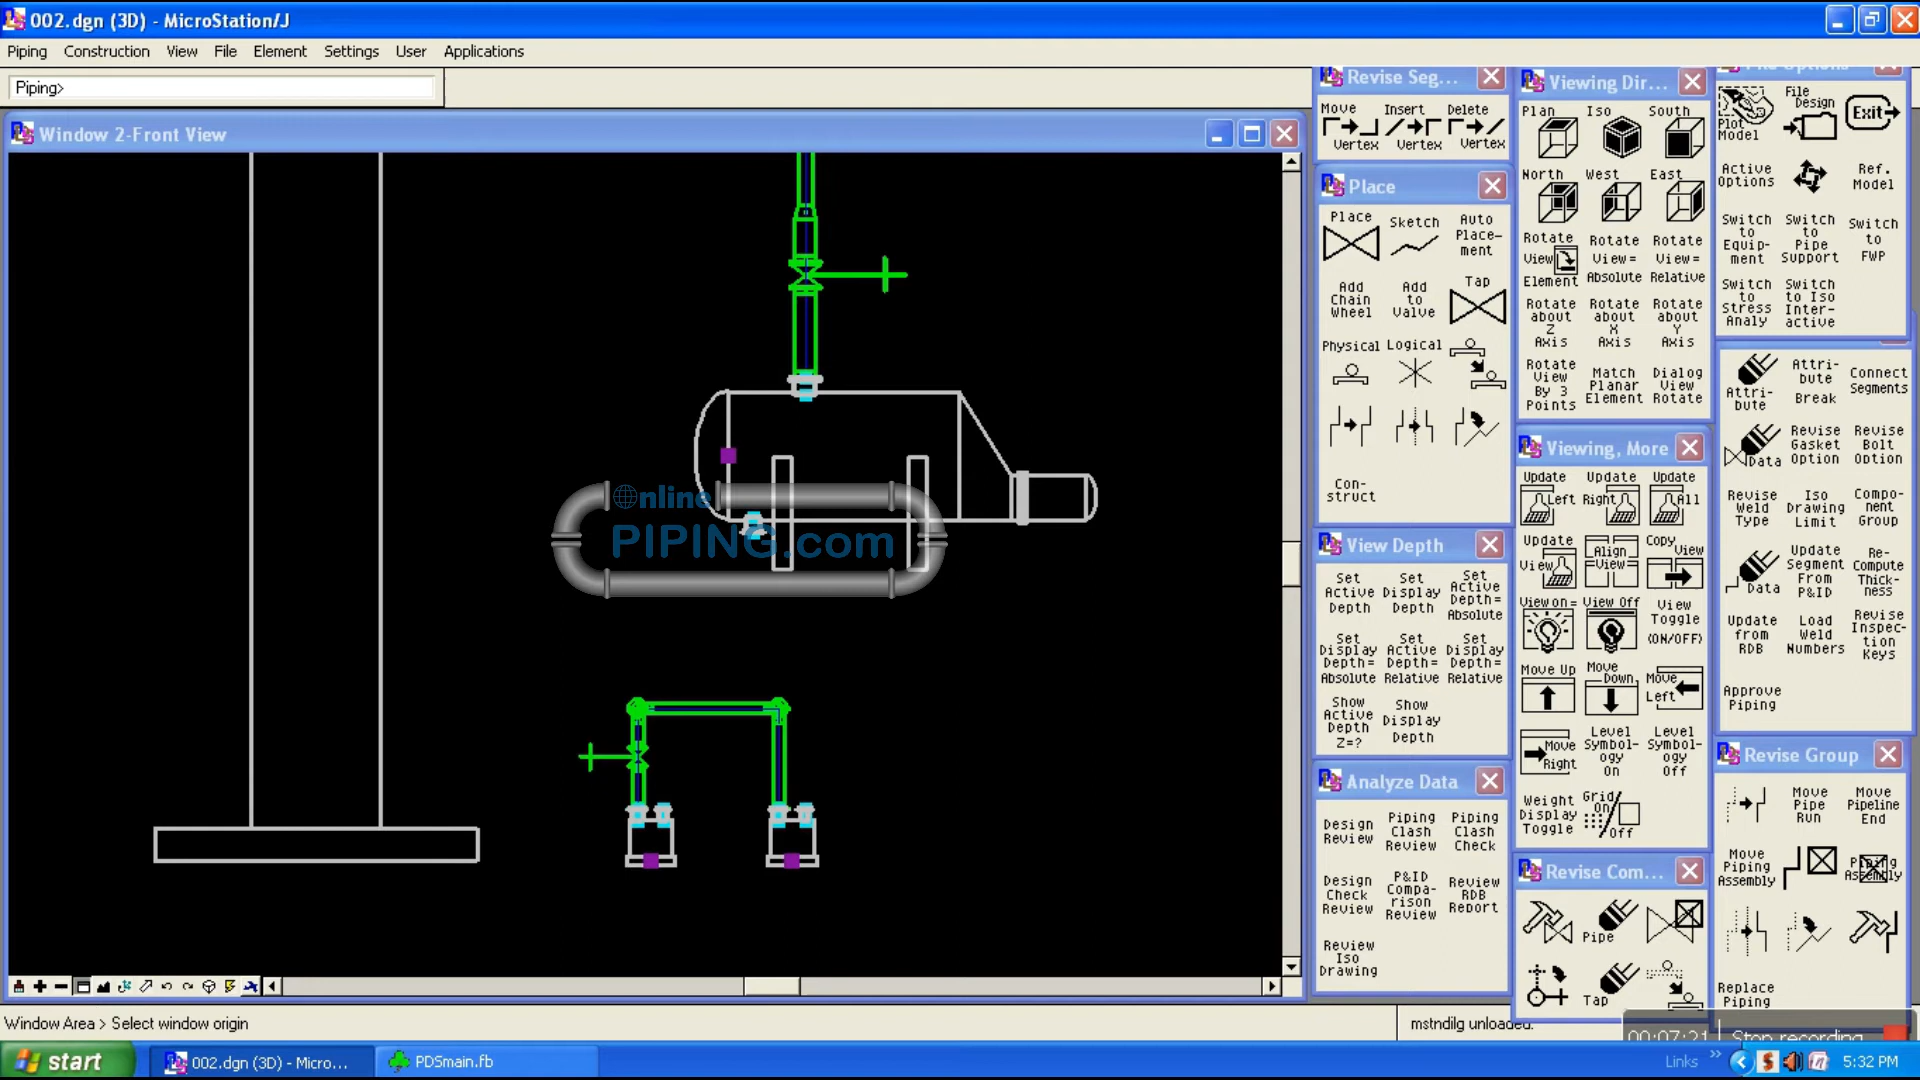 002.dgn (3D) - MicroStation/J
Piping Construction View File Element Settings User Applications
Piping>
Window 2-Front View
Online
PIPING.com
Window Area > Select window origin
mstndilg unloaded.
Revise Seg...
Move Vertex
Insert Vertex
Delete Vertex
Place
Place
Sketch
Auto Place-ment
Add Chain Wheel
Add to Valve
Tap
Physical
Logical
Con-struct
View Depth
Set Active Depth
Set Display Depth
Set Active Depth= Absolute
Set Display Depth= Absolute
Set Active Depth= Relative
Set Display Depth= Relative
Show Active Depth Z=?
Show Display Depth
Analyze Data
Design Review
Piping Clash Review
Piping Clash Check
Design Check Review
P&ID Compa-rison Review
Review RDB Report
Review Iso Drawing
Viewing Dir...
Plan
Iso
South
North
West
East
Rotate View Element
Rotate View= Absolute
Rotate View= Relative
Rotate about Z Axis
Rotate about X Axis
Rotate about Y Axis
Rotate View By 3 Points
Match Planar Element
Dialog View Rotate
Viewing, More
Update Left
Update Right
Update All
Update View
Align View
Copy View
View on=
View Off
View Toggle (ON/OFF)
Move Up
Move Down
Move Left
Move Right
Level Symbol-ogy On
Level Symbol-ogy Off
Weight Display Toggle
Grid On/Off
Revise Com...
Pipe
Tap
Plot Model
File Design
Exit
Active Options
Ref. Model
Switch to Equip-ment
Switch to Pipe Support
Switch to FWP
Switch to Stress Analy
Switch to Iso Inter-active
Attri-bute
Attri-bute Break
Connect Segments
Data
Revise Gasket Option
Revise Bolt Option
Revise Weld Type
Iso Drawing Limit
Compo-nent Group
Data
Update Segment From P&ID
Re-Compute Thick-ness
Update from RDB
Load Weld Numbers
Revise Inspec-tion Keys
Approve Piping
Revise Group
Move Pipe Run
Move Pipeline End
Move Piping Assembly
Piping Assembly
Replace Piping
00:07:21 Stop recording
start
002.dgn (3D) - Micro...
PDSmain.fb
Links
5:32 PM